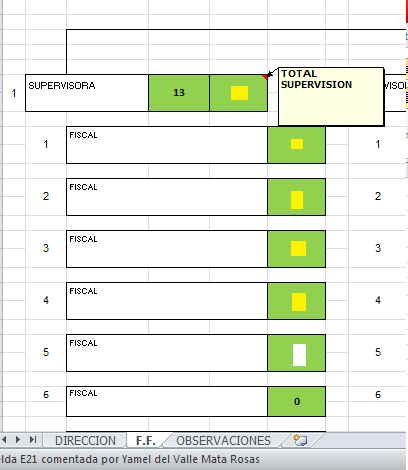 TOTAL
SUPERVISION
1 SUPERVISORA 13
1 FISCAL 1
2 FISCAL 2
3 FISCAL 3
4 FISCAL 4
5 FISCAL 5
6 FISCAL 0 6
DIRECCION F.F. OBSERVACIONES
lda E21 comentada por Yamel del Valle Mata Rosas